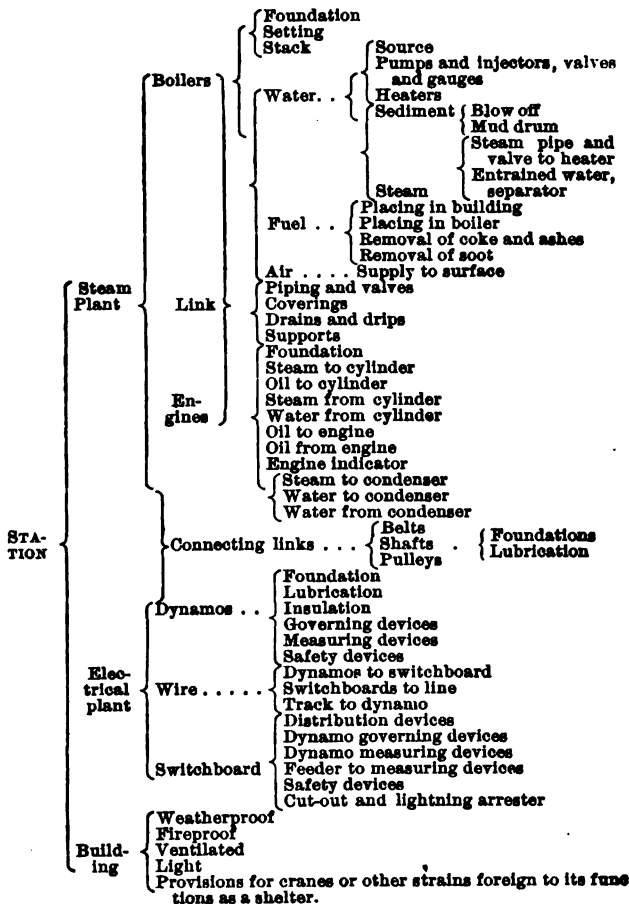 Foundation
Setting
Stack
Boilers
Water . .
Source
Pumps and injectors, valves
and gauges
Heaters
Sediment
Blow off
Mud drum
Steam
Steam pipe and
valve to heater
Entrained water,
separator
Fuel . .
Placing in building
Placing in boiler
Removal of coke and ashes
Removal of soot
Air . . . . Supply to surface
Steam
Plant
Link
Piping and valves
Coverings
Drains and drips
Supports
En-
gines
Foundation
Steam to cylinder
Oil to cylinder
Steam from cylinder
Water from cylinder
Oil to engine
Oil from engine
Engine indicator
Steam to condenser
Water to condenser
Water from condenser
STA-
TION
Connecting links . . .
Belts
Shafts .
Pulleys
Foundations
Lubrication
Elec-
trical
plant
Dynamos . .
Foundation
Lubrication
Insulation
Governing devices
Measuring devices
Safety devices
Wire . . . . .
Dynamos to switchboard
Switchboards to line
Track to dynamo
Switchboard
Distribution devices
Dynamo governing devices
Dynamo measuring devices
Feeder to measuring devices
Safety devices
Cut-out and lightning arrester
Build-
ing
Weatherproof
Fireproof
Ventilated
Light
Provisions for cranes or other strains foreign to its func
tions as a shelter.